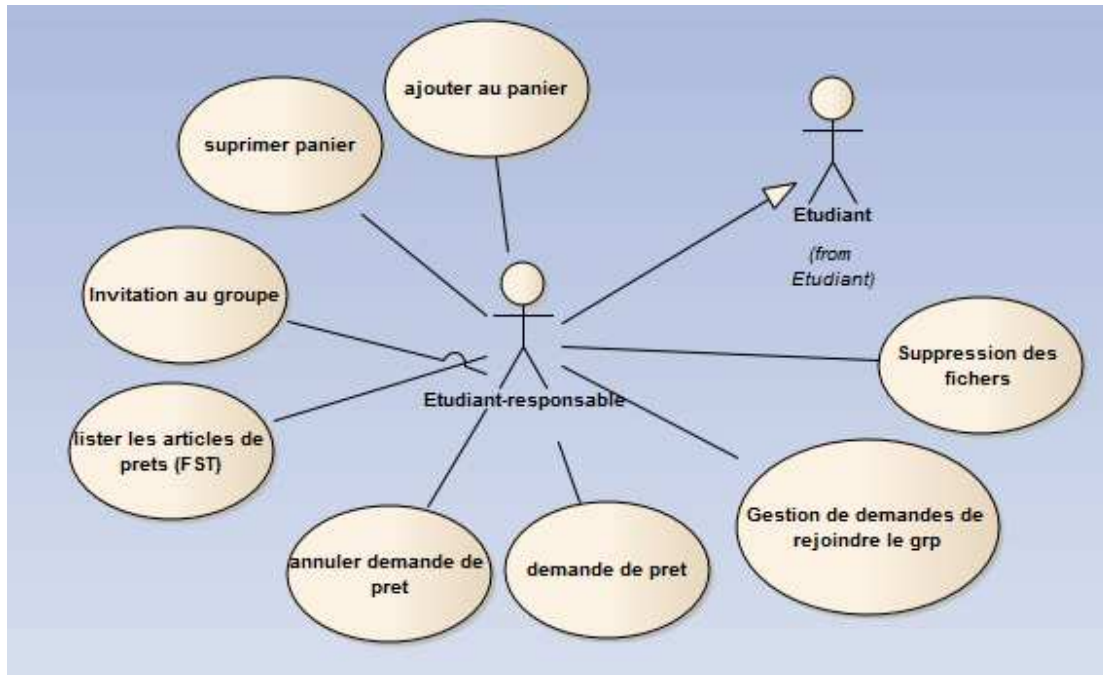 ajouter au panier
suprimer panier
Etudiant
(from
Etudiant)
Invitation au groupe
Suppression des
fichers
Etudiant-responsable
lister les articles de
prets (FST)
Gestion de demandes de
rejoindre le grp
annuler demande de
pret
demande de pret